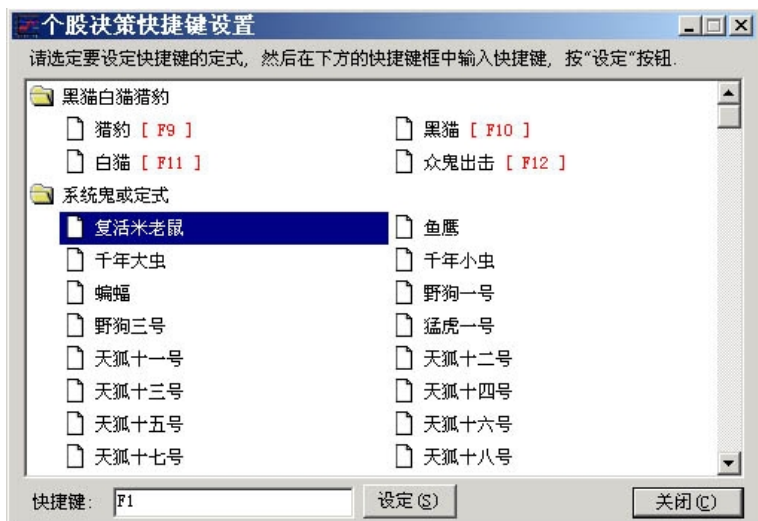 个股决策快捷键设置
请选定要设定快捷键的定式，然后在下方的快捷键框中输入快捷键，按“设定”按钮.
黑猫白猫猎豹
猎豹 [ F9 ] 黑猫 [ F10 ]
白猫 [ F11 ] 众鬼出击 [ F12 ]
系统鬼或定式
复活米老鼠 鱼鹰
千年大虫 千年小虫
蝙蝠 野狗一号
野狗三号 猛虎一号
天狐十一号 天狐十二号
天狐十三号 天狐十四号
天狐十五号 天狐十六号
天狐十七号 天狐十八号
快捷键: F1 设定(S) 关闭(C)